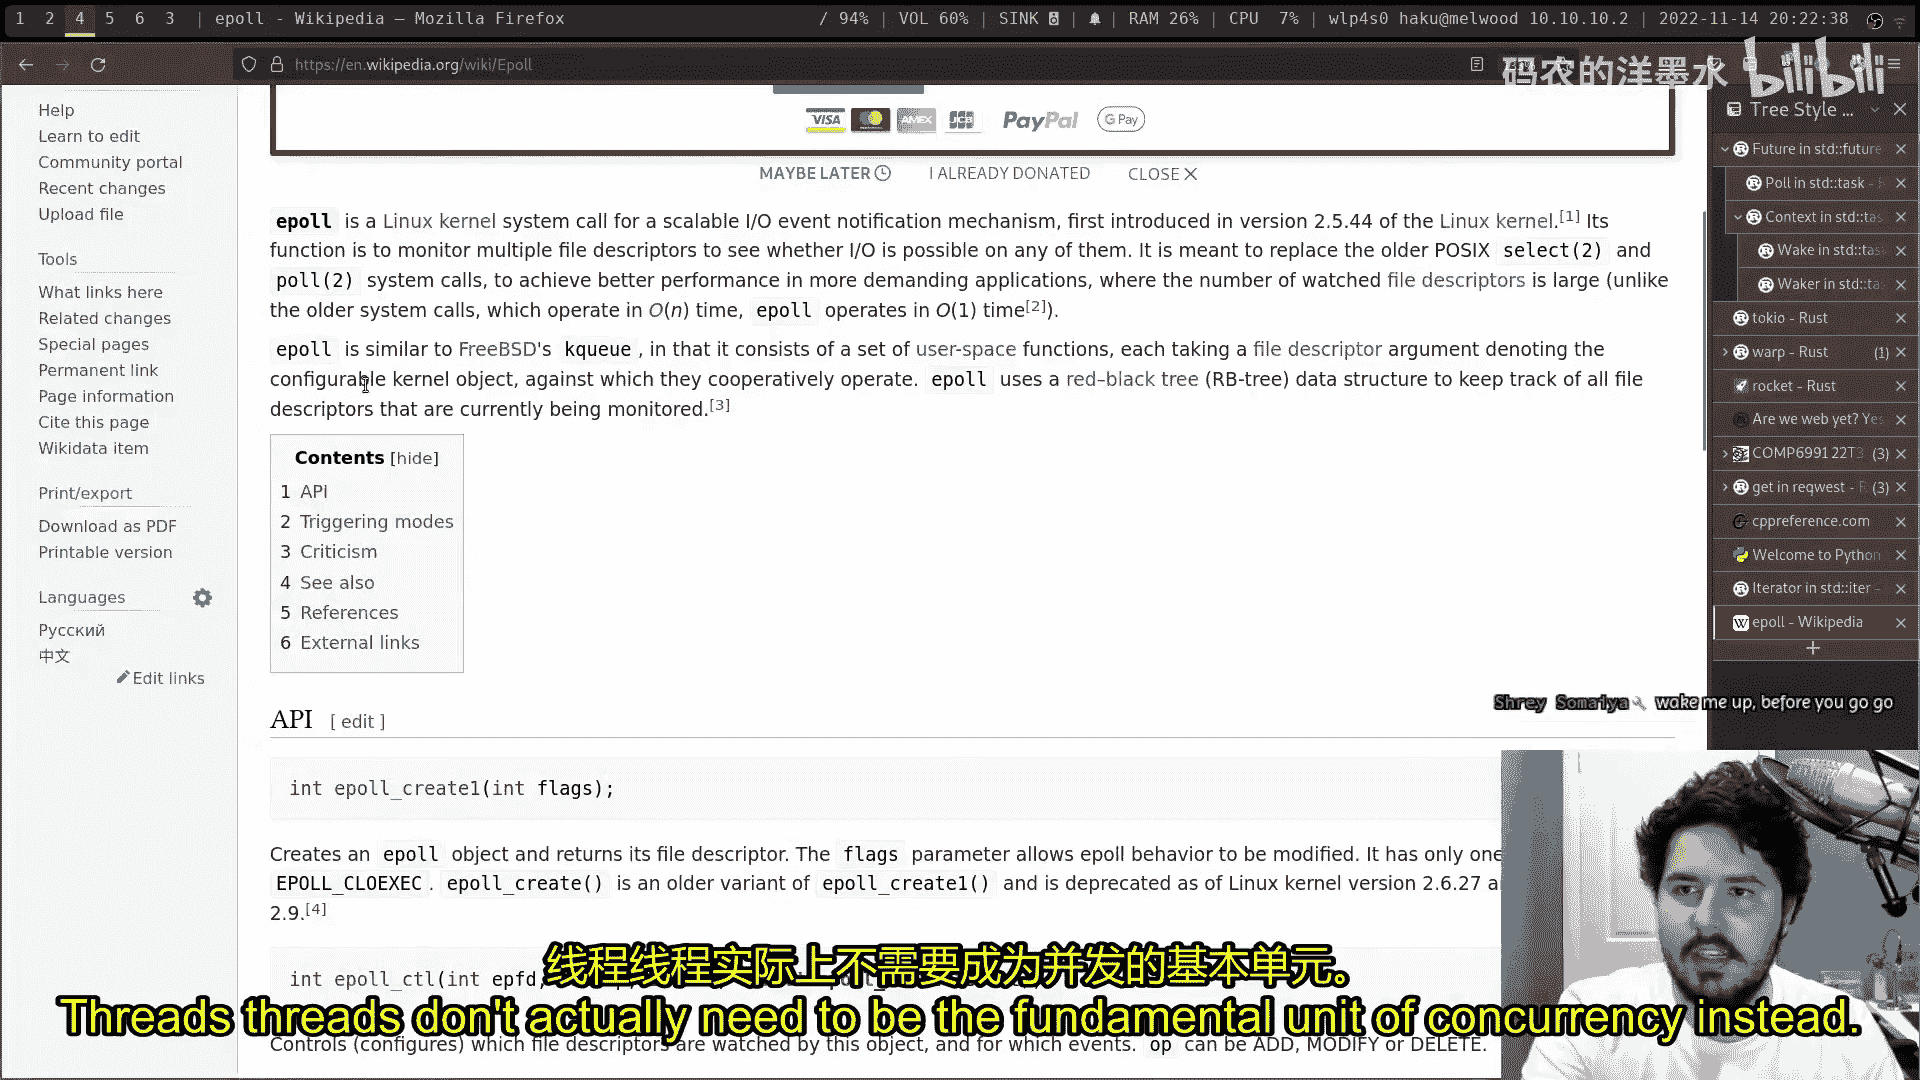 1 2 4 5 6 3 | epoll - Wikipedia — Mozilla Firefox
/ 94% | VOL 60% | SINK | | RAM 26% | CPU 7% | wlp4s0 haku@melwood 10.10.10.2 | 2022-11-14 20:22:38
https://en.wikipedia.org/wiki/Epoll
码农的洋墨水 bilibili
Help
Learn to edit
Community portal
Recent changes
Upload file
Tools
What links here
Related changes
Special pages
Permanent link
Page information
Cite this page
Wikidata item
Print/export
Download as PDF
Printable version
Languages
Русский
中文
Edit links
VISA AMEX JCB PayPal G Pay
MAYBE LATER I ALREADY DONATED CLOSE
epoll is a Linux kernel system call for a scalable I/O event notification mechanism, first introduced in version 2.5.44 of the Linux kernel.[1] Its
function is to monitor multiple file descriptors to see whether I/O is possible on any of them. It is meant to replace the older POSIX select(2) and
poll(2) system calls, to achieve better performance in more demanding applications, where the number of watched file descriptors is large (unlike
the older system calls, which operate in O(n) time, epoll operates in O(1) time[2]).
epoll is similar to FreeBSD's kqueue, in that it consists of a set of user-space functions, each taking a file descriptor argument denoting the
configurable kernel object, against which they cooperatively operate. epoll uses a red–black tree (RB-tree) data structure to keep track of all file
descriptors that are currently being monitored.[3]
Contents [hide]
1 API
2 Triggering modes
3 Criticism
4 See also
5 References
6 External links
API [ edit ]
int epoll_create1(int flags);
Creates an epoll object and returns its file descriptor. The flags parameter allows epoll behavior to be modified. It has only one
EPOLL_CLOEXEC. epoll_create() is an older variant of epoll_create1() and is deprecated as of Linux kernel version 2.6.27
2.9.[4]
int epoll_ctl(int epfd,
Controls (configures) which file descriptors are watched by this object, and for which events. op can be ADD, MODIFY or DELETE.
Tree Style ...
Future in std::future
Poll in std::task -
Context in std::tas
Wake in std::tas
Waker in std::ta
tokio - Rust
warp - Rust (1)
rocket - Rust
Are we web yet? Yes
COMP6991 22T3 (3)
get in reqwest - R (3)
cppreference.com
Welcome to Python
Iterator in std::iter -
epoll - Wikipedia
Shrey Somaiya wake me up, before you go go
线程线程实际上不需要成为并发的基本单元。
Threads threads don't actually need to be the fundamental unit of concurrency instead.